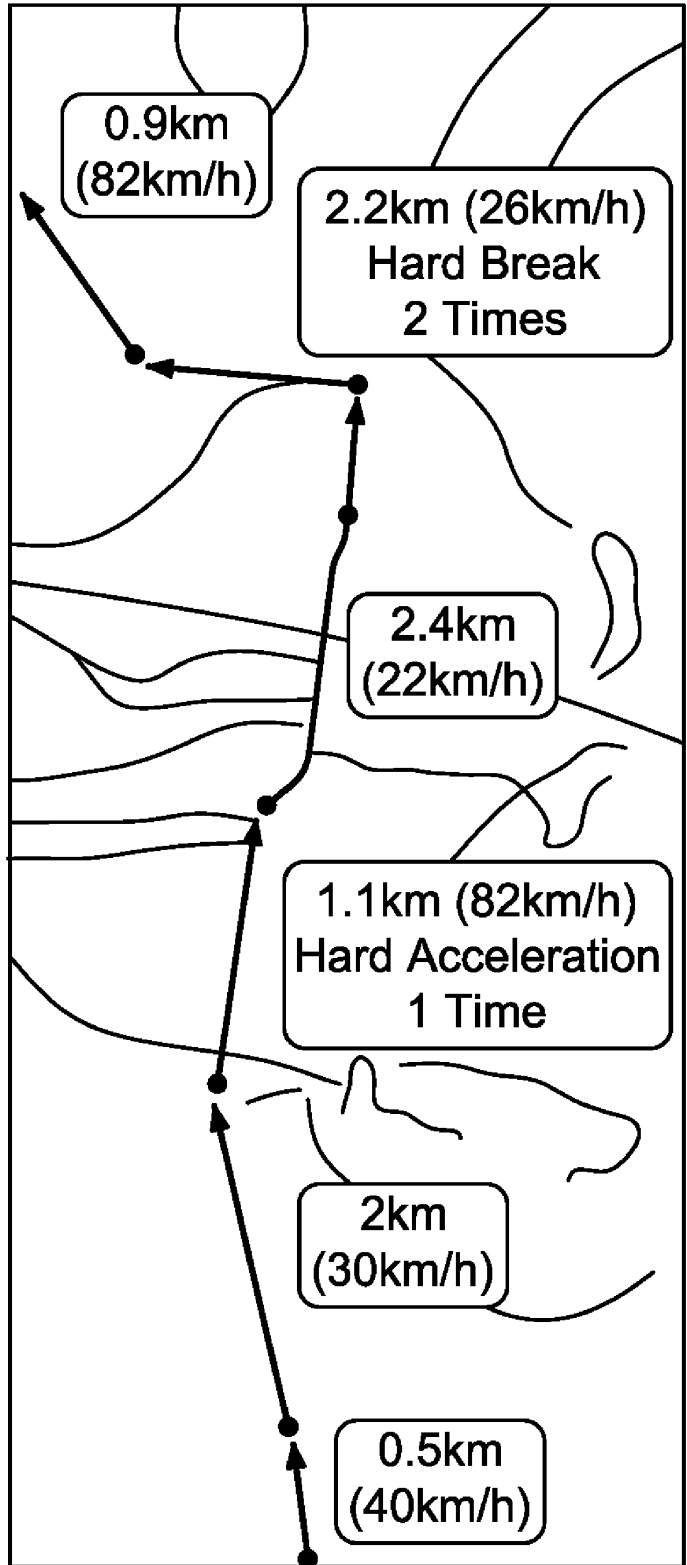 0.9km
(82km/h)
2.2km (26km/h)
Hard Break
2 Times
2.4km
(22km/h)
1.1km (82km/h)
Hard Acceleration
1 Time
2km
(30km/h)
0.5km
(40km/h)